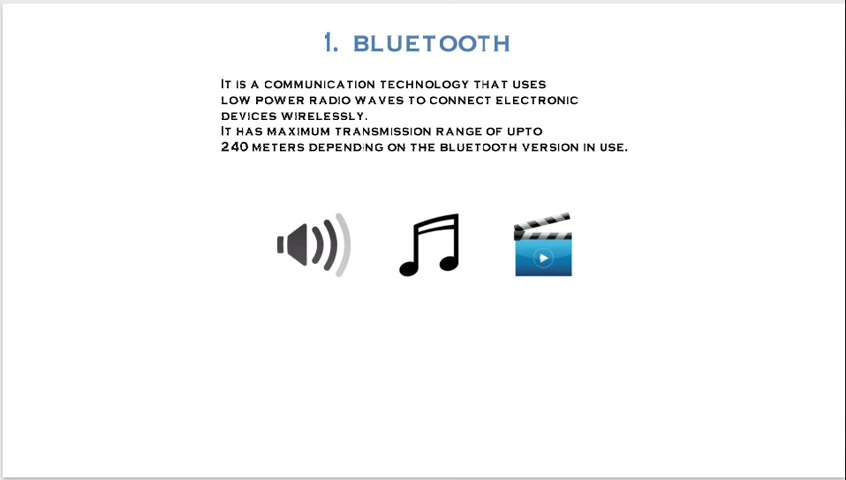 1. BLUETOOTH
IT IS A COMMUNICATION TECHNOLOGY THAT USES
LOW POWER RADIO WAVES TO CONNECT ELECTRONIC
DEVICES WIRELESSLY.
IT HAS MAXIMUM TRANSMISSION RANGE OF UPTO
240 METERS DEPENDING ON THE BLUETOOTH VERSION IN USE.